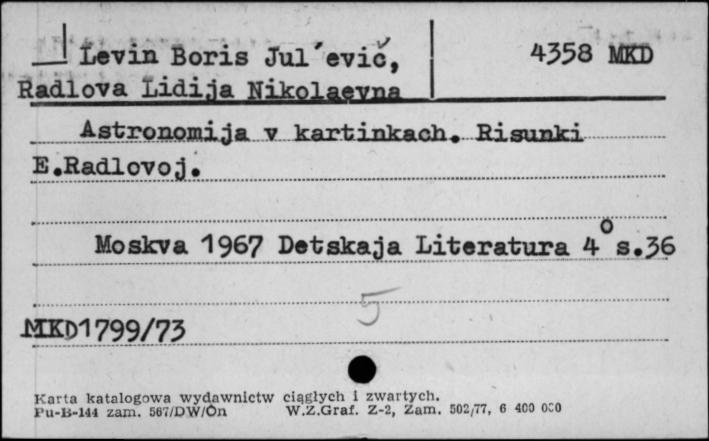 Levin Boris Jul´evič, 4358 MKD
Radlova Lidija Nikolaevna
Astronomija v kartinkach. Risunki
E.Radlovoj.
Moskva 1967 Detskaja Literatura 4° s.36
5
MKD1799/73
Karta katalogowa wydawnictw ciągłych i zwartych.
Pu-B-144 zam. 567/DW/Ón W.Z.Graf. Z-2, Zam. 502/77, 6 400 000